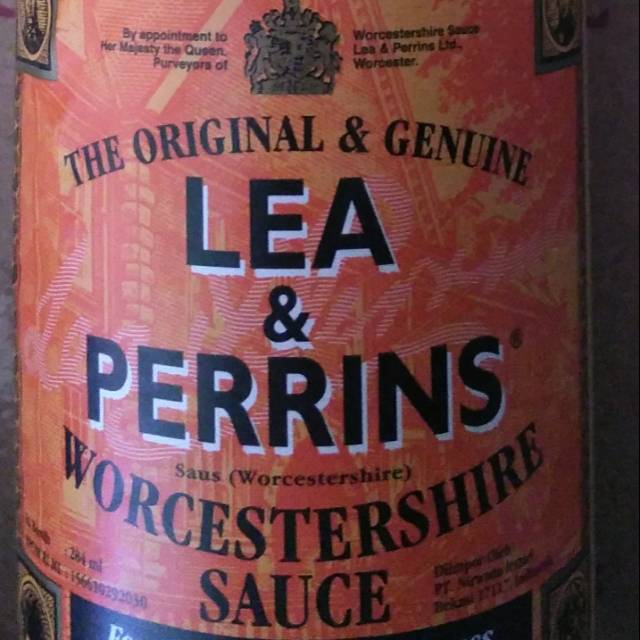 By appointment to
Her Majesty the Queen.
Purveyors of
Worcestershire Sauce
Lea & Perrins Ltd.,
Worcester.
THE ORIGINAL & GENUINE
LEA
&
PERRINS®
Saus (Worcestershire)
WORCESTERSHIRE
SAUCE
284 ml